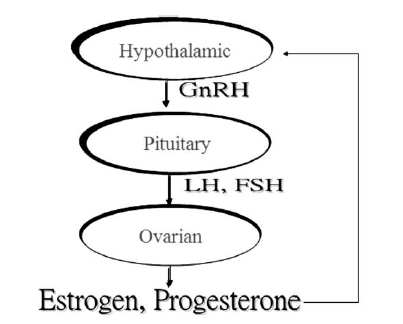 Hypothalamic
GnRH
Pituitary
LH, FSH
Ovarian
Estrogen, Progesterone